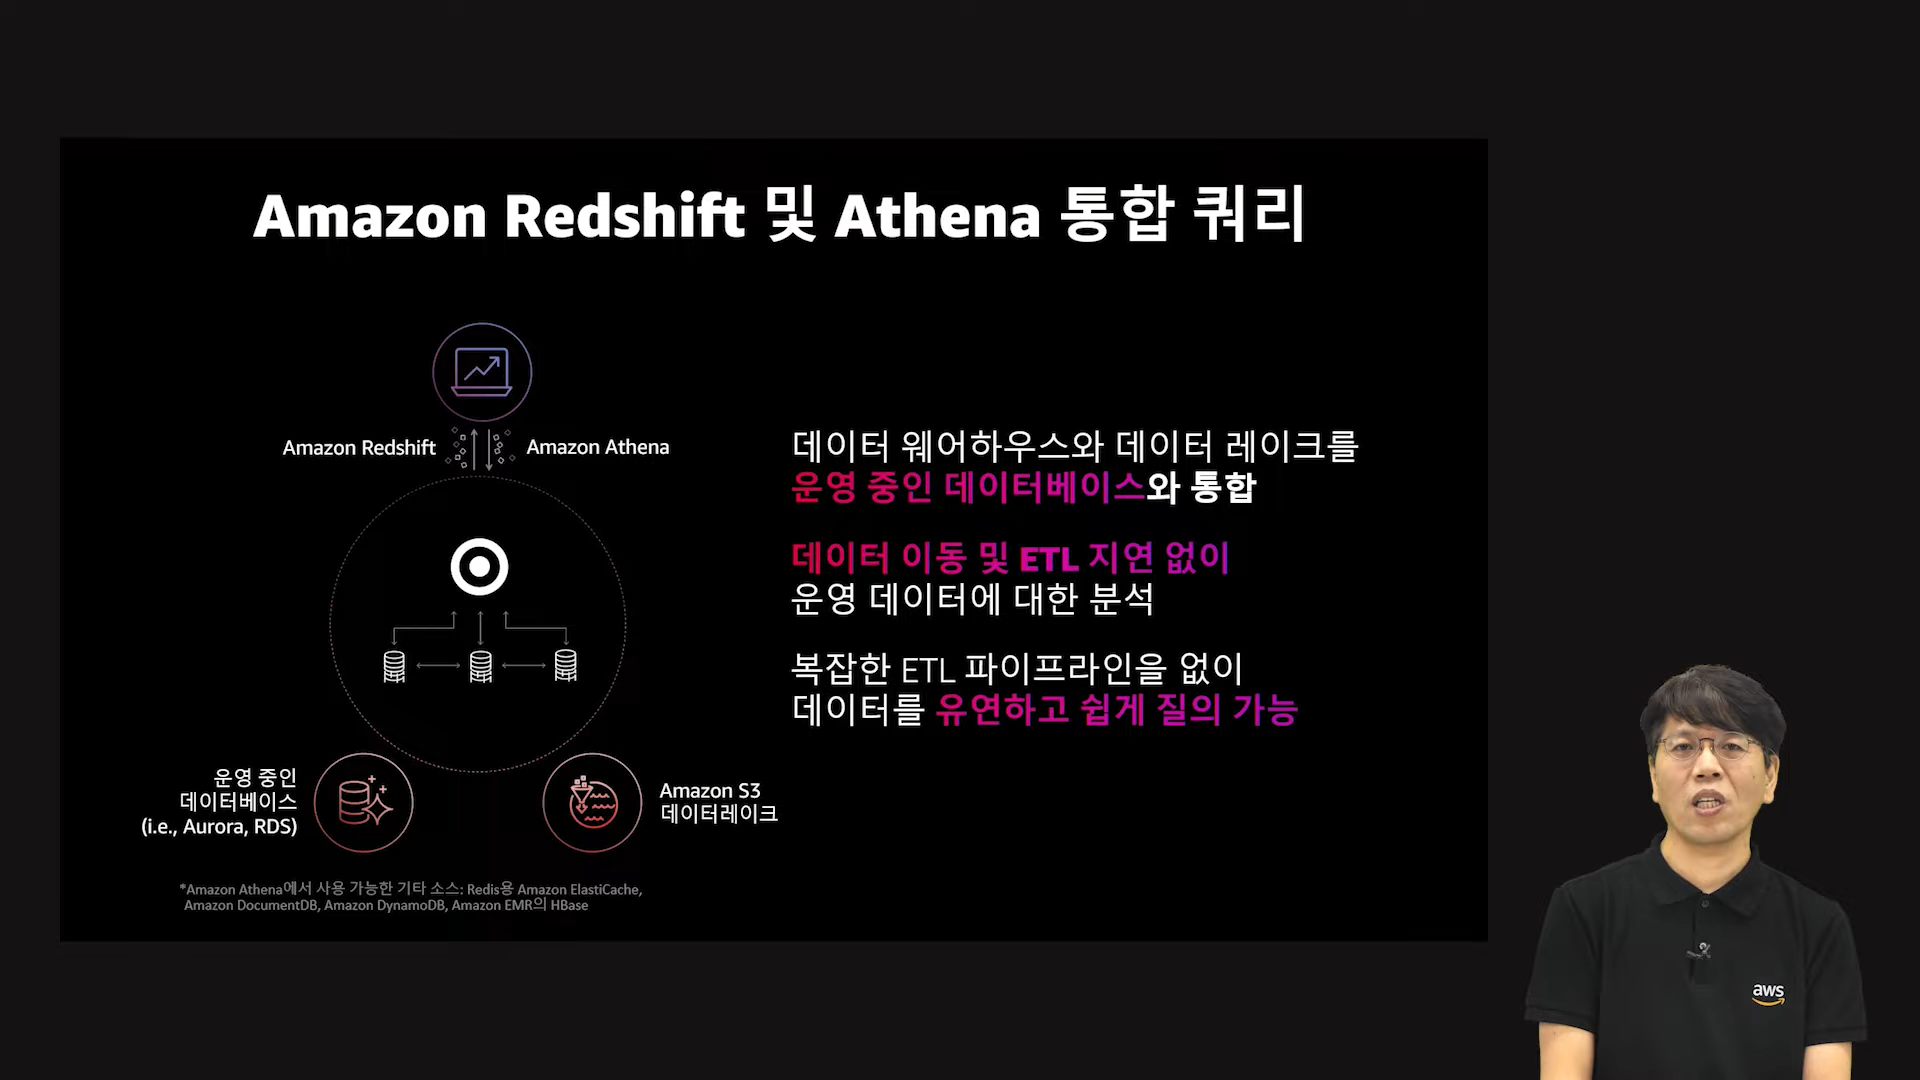 Amazon Redshift 및 Athena 통합 쿼리
Amazon Redshift
Amazon Athena
데이터 웨어하우스와 데이터 레이크를
운영 중인 데이터베이스와 통합
데이터 이동 및 ETL 지연 없이
운영 데이터에 대한 분석
복잡한 ETL 파이프라인을 없이
데이터를 유연하고 쉽게 질의 가능
운영 중인
데이터베이스
(i.e., Aurora, RDS)
Amazon S3
데이터레이크
*Amazon Athena에서 사용 가능한 기타 소스: Redis용 Amazon ElastiCache,
Amazon DocumentDB, Amazon DynamoDB, Amazon EMR의 HBase
aws